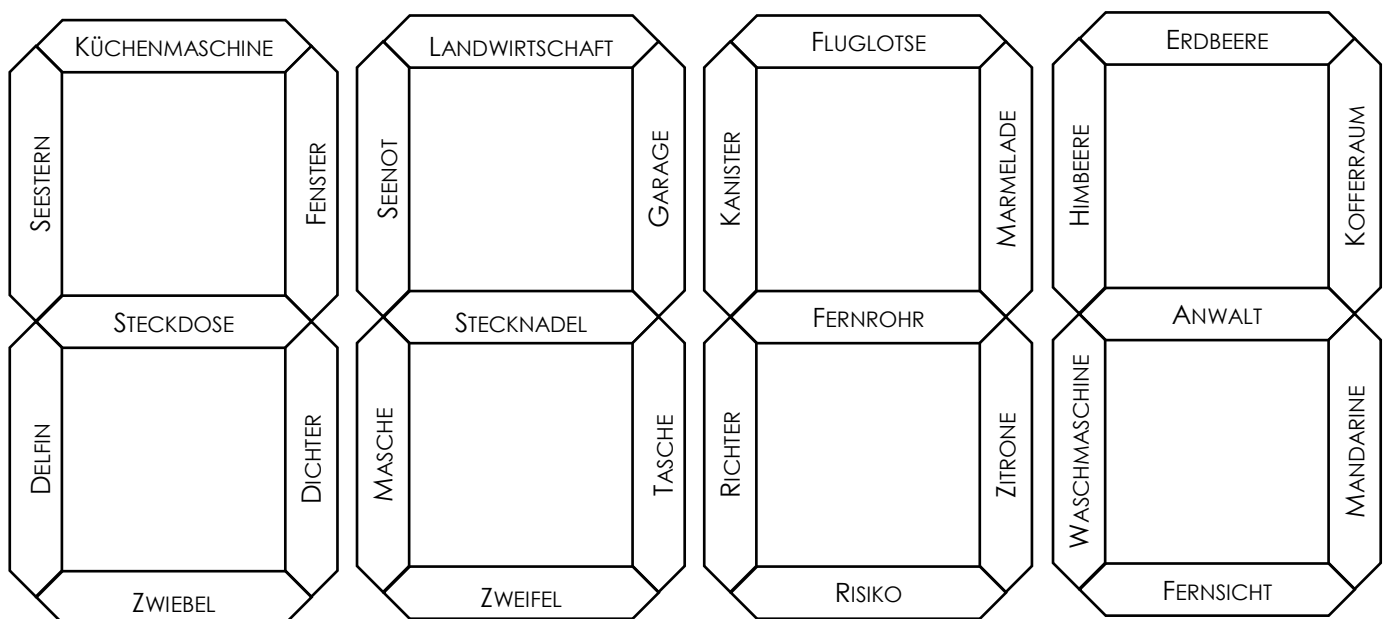 KÜCHENMASCHINE
SEESTERN
FENSTER
STECKDOSE
DELFIN
DICHTER
ZWIEBEL
LANDWIRTSCHAFT
SEENOT
GARAGE
STECKNADEL
MASCHE
TASCHE
ZWEIFEL
FLUGLOTSE
KANISTER
MARMELADE
FERNROHR
RICHTER
ZITRONE
RISIKO
ERDBEERE
HIMBEERE
KOFFERAUM
ANWALT
WASCHMASCHINE
MANDARINE
FERNSICHT